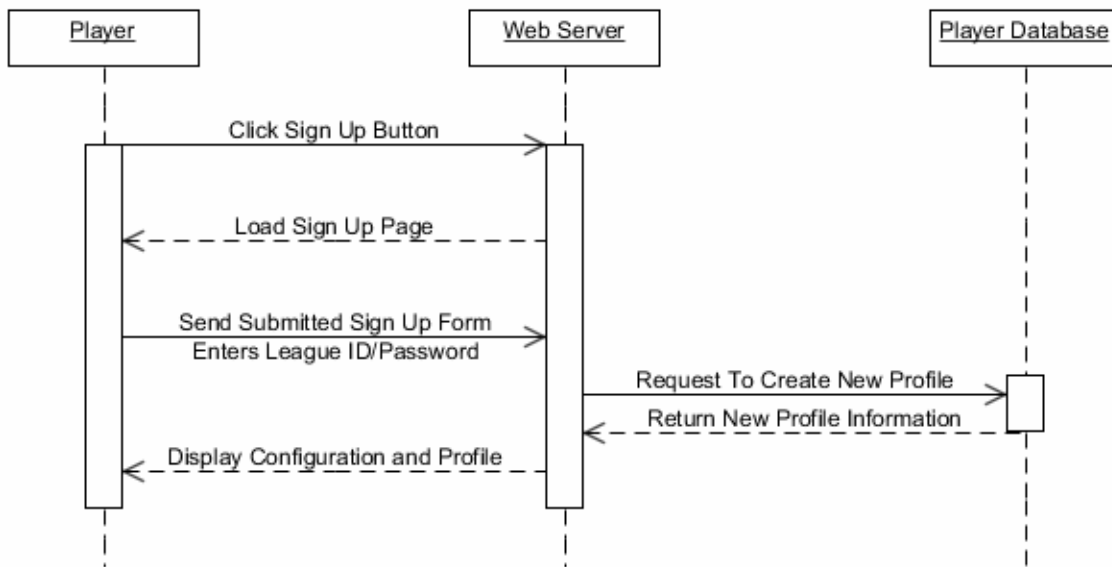 Player
Web Server
Player Database
Click Sign Up Button
Load Sign Up Page
Send Submitted Sign Up Form
Enters League ID/Password
Request To Create New Profile
Return New Profile Information
Display Configuration and Profile